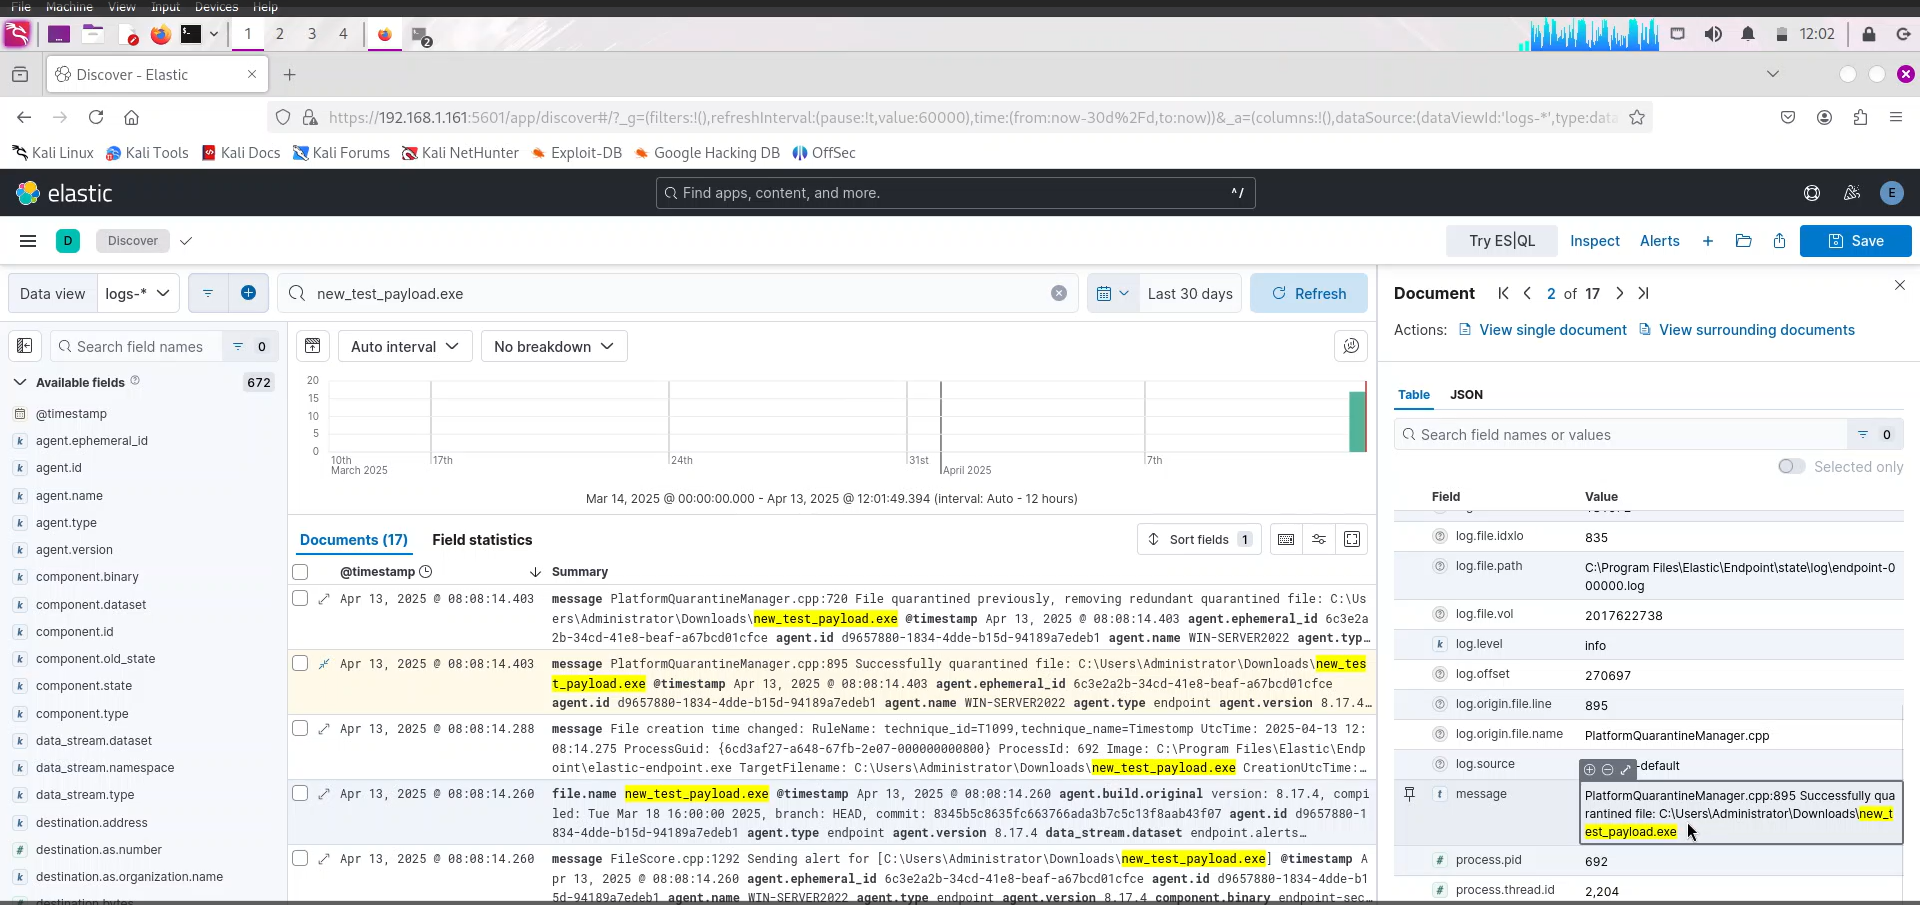 File Machine View Input Devices Help
1 2 3 4 2 12:02
Discover - Elastic
https://192.168.1.161:5601/app/discover#/?_g=(filters:!(),refreshInterval:(pause:!t,value:60000),time:(from:now-30d%2Fd,to:now))&_a=(columns:!(),dataSource:(dataViewId:'logs-*',type:data
Kali Linux Kali Tools Kali Docs Kali Forums Kali NetHunter Exploit-DB Google Hacking DB OffSec
elastic Find apps, content, and more. ^/ E
D Discover Try ES|QL Inspect Alerts Save
Data view logs-* new_test_payload.exe Last 30 days Refresh
Search field names 0
Available fields 672
@timestamp
agent.ephemeral_id
agent.id
agent.name
agent.type
agent.version
component.binary
component.dataset
component.id
component.old_state
component.state
component.type
data_stream.dataset
data_stream.namespace
data_stream.type
destination.address
destination.as.number
destination.as.organization.name
destination.bytes
Auto interval No breakdown
20
15
10
5
0
10th 17th 24th 31st 7th
March 2025 April 2025
Mar 14, 2025 @ 00:00:00.000 - Apr 13, 2025 @ 12:01:49.394 (interval: Auto - 12 hours)
Documents (17) Field statistics Sort fields 1
@timestamp Summary
Apr 13, 2025 @ 08:08:14.403 message PlatformQuarantineManager.cpp:720 File quarantined previously, removing redundant quarantined file: C:\Us
ers\Administrator\Downloads\new_test_payload.exe @timestamp Apr 13, 2025 @ 08:08:14.403 agent.ephemeral_id 6c3e2a
2b-34cd-41e8-beaf-a67bcd01cfce agent.id d9657880-1834-4dde-b15d-94189a7edeb1 agent.name WIN-SERVER2022 agent.typ…
Apr 13, 2025 @ 08:08:14.403 message PlatformQuarantineManager.cpp:895 Successfully quarantined file: C:\Users\Administrator\Downloads\new_tes
t_payload.exe @timestamp Apr 13, 2025 @ 08:08:14.403 agent.ephemeral_id 6c3e2a2b-34cd-41e8-beaf-a67bcd01cfce
agent.id d9657880-1834-4dde-b15d-94189a7edeb1 agent.name WIN-SERVER2022 agent.type endpoint agent.version 8.17.4…
Apr 13, 2025 @ 08:08:14.288 message File creation time changed: RuleName: technique_id=T1099,technique_name=Timestomp UtcTime: 2025-04-13 12:
08:14.275 ProcessGuid: {6cd3af27-a648-67fb-2e07-000000000800} ProcessId: 692 Image: C:\Program Files\Elastic\Endp
oint\elastic-endpoint.exe TargetFilename: C:\Users\Administrator\Downloads\new_test_payload.exe CreationUtcTime:…
Apr 13, 2025 @ 08:08:14.260 file.name new_test_payload.exe @timestamp Apr 13, 2025 @ 08:08:14.260 agent.build.original version: 8.17.4, compi
led: Tue Mar 18 16:00:00 2025, branch: HEAD, commit: 8345b5c8635fc663766ada3b7c5c13f8aab43f07 agent.id d9657880-1
834-4dde-b15d-94189a7edeb1 agent.type endpoint agent.version 8.17.4 data_stream.dataset endpoint.alerts…
Apr 13, 2025 @ 08:08:14.260 message FileScore.cpp:1292 Sending alert for [C:\Users\Administrator\Downloads\new_test_payload.exe] @timestamp A
pr 13, 2025 @ 08:08:14.260 agent.ephemeral_id 6c3e2a2b-34cd-41e8-beaf-a67bcd01cfce agent.id d9657880-1834-4dde-b1
5d-94189a7edeb1 agent.name WIN-SERVER2022 agent.type endpoint agent.version 8.17.4 component.binary endpoint-sec…
Document 2 of 17
Actions: View single document View surrounding documents
Table JSON
Search field names or values 0
Selected only
Field Value
log.file.idxlo 835
log.file.path C:\Program Files\Elastic\Endpoint\state\log\endpoint-0
00000.log
log.file.vol 2017622738
log.level info
log.offset 270697
log.origin.file.line 895
log.origin.file.name PlatformQuarantineManager.cpp
log.source -default
message PlatformQuarantineManager.cpp:895 Successfully qua
rantined file: C:\Users\Administrator\Downloads\new_t
est_payload.exe
process.pid 692
process.thread.id 2,204